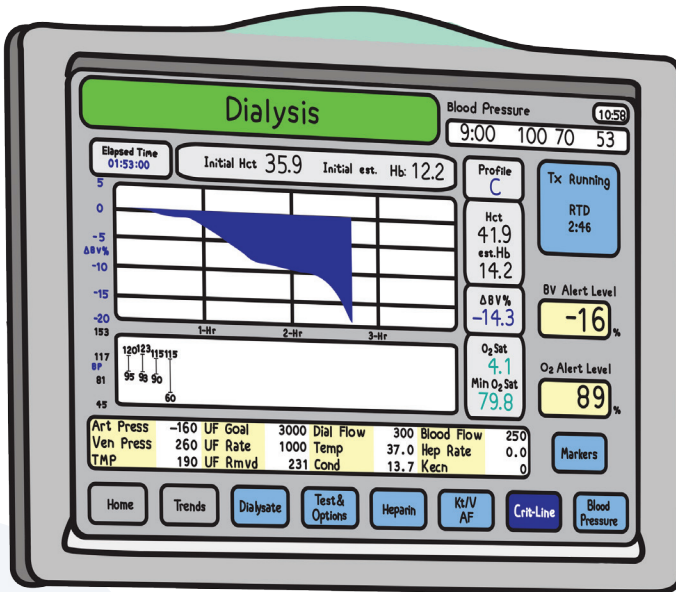 Dialysis
Blood Pressure
10:58
9:00 100 70 53
Elapsed Time
01:53:00
Initial Hct 35.9 Initial est. Hb: 12.2
Profile
C
Tx Running
RTD
2:46
5
0
-5
ΔBV%
-10
-15
-20
1-Hr 2-Hr 3-Hr
Hct
41.9
est.Hb
14.2
ΔBV%
-14.3
BV Alert Level
-16 %
153
117
BP
81
45
120 123 115 115
95 93 90
60
O2Sat
4.1
Min O2Sat
79.8
O2 Alert Level
89 %
Art Press -160 UF Goal 3000 Dial Flow 300 Blood Flow 250
Ven Press 260 UF Rate 1000 Temp 37.0 Hep Rate 0.0
TMP 190 UF Rmvd 231 Cond 13.7 Kecn 0
Markers
Home
Trends
Dialysate
Test &
Options
Heparin
Kt/V
AF
Crit-Line
Blood
Pressure